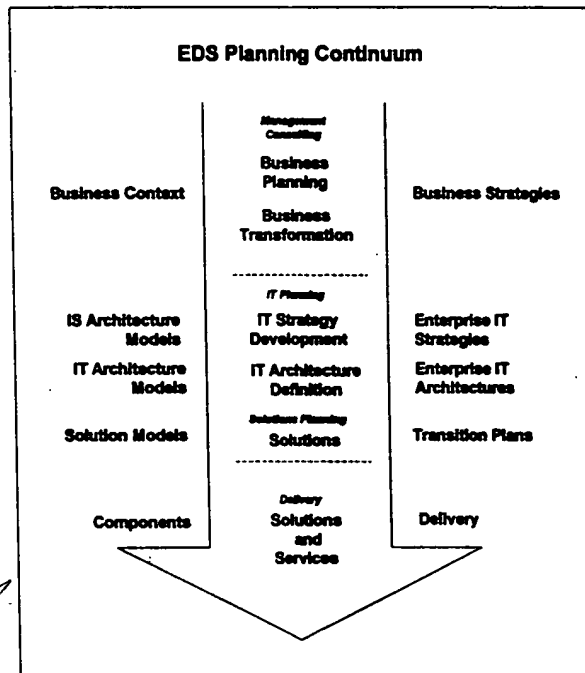 EDS Planning Continuum
Management
Consulting
Business
Planning
Business Context
Business Strategies
Business
Transformation
IT Planning
IS Architecture
Models
IT Strategy
Development
Enterprise IT
Strategies
IT Architecture
Models
IT Architecture
Definition
Enterprise IT
Architectures
Solutions Planning
Solution Models
Solutions
Transition Plans
Delivery
Components
Solutions
and
Services
Delivery